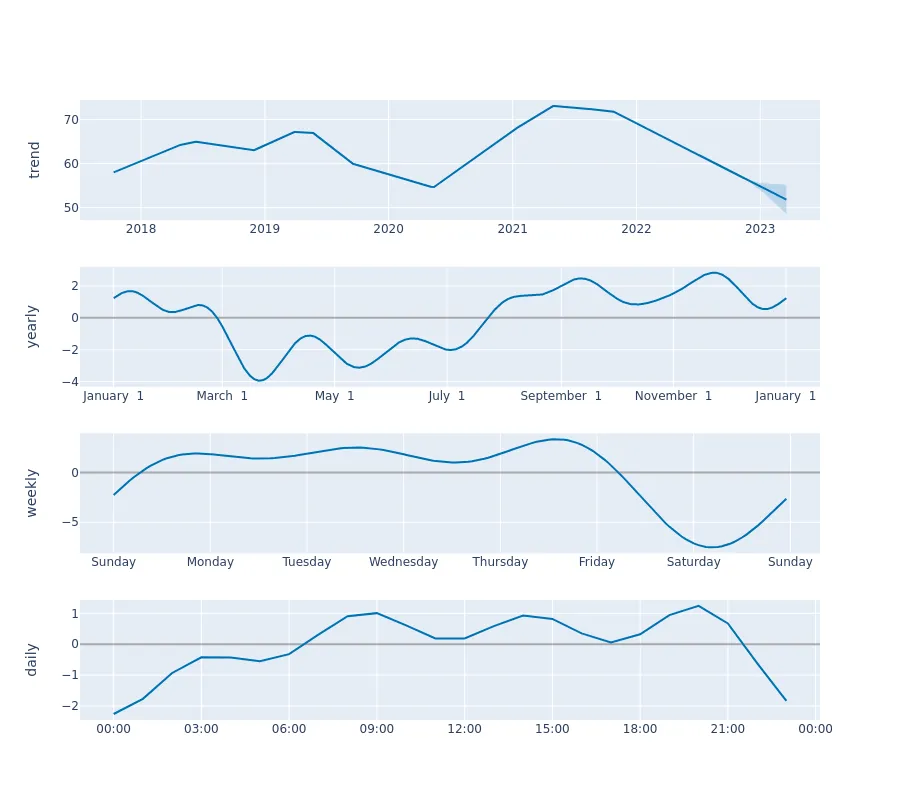 trend
70
60
50
2018 2019 2020 2021 2022 2023
yearly
2
0
−2
−4
January 1 March 1 May 1 July 1 September 1 November 1 January 1
weekly
0
−5
Sunday Monday Tuesday Wednesday Thursday Friday Saturday Sunday
daily
1
0
−1
−2
00:00 03:00 06:00 09:00 12:00 15:00 18:00 21:00 00:00